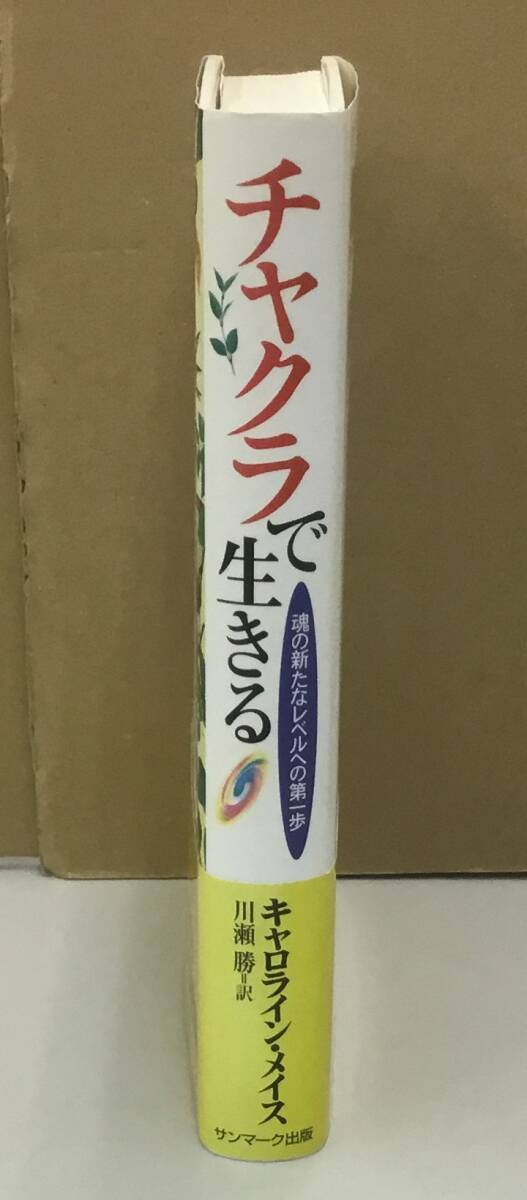 チャクラで生きる
魂の新たなレベルへの第一歩
キャロライン・メイス
川瀬 勝=訳
サンマーク出版